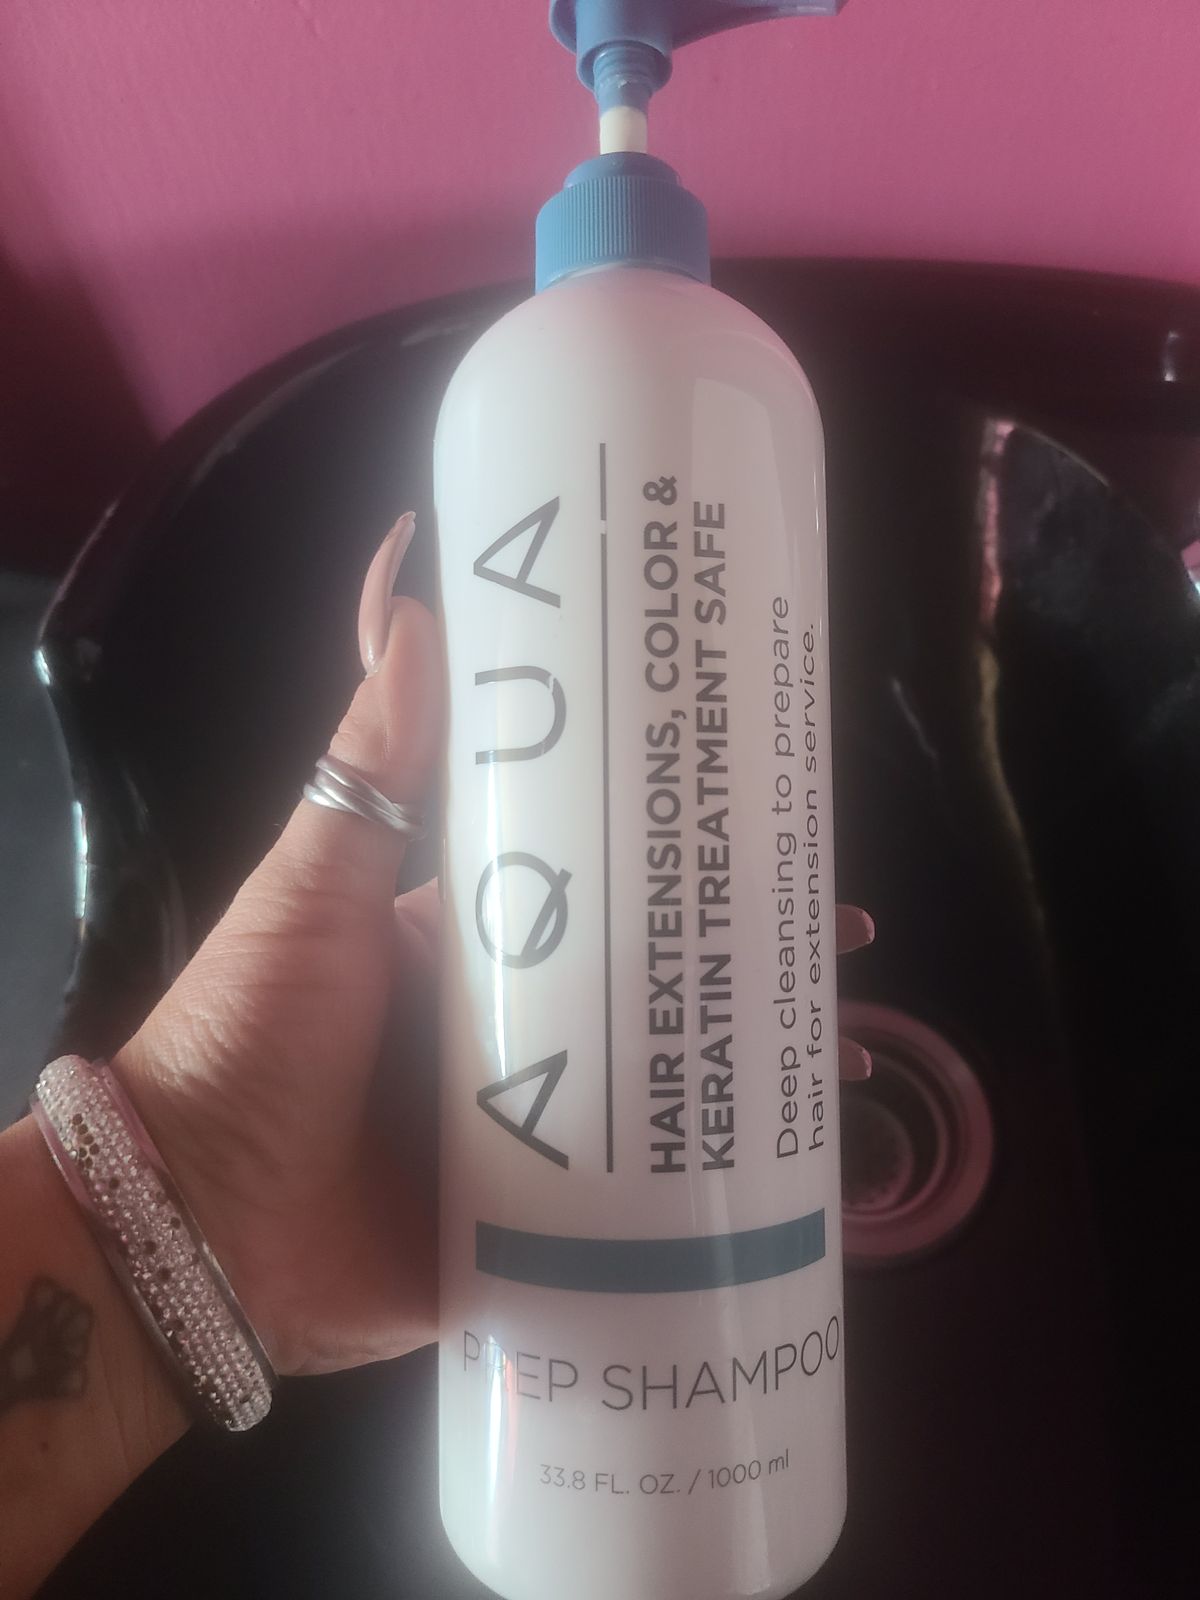 AQUA
HAIR EXTENSIONS, COLOR &
KERATIN TREATMENT SAFE
Deep cleansing to prepare
hair for extension service.
PREP SHAMPOO
33.8 FL. OZ. / 1000 ml